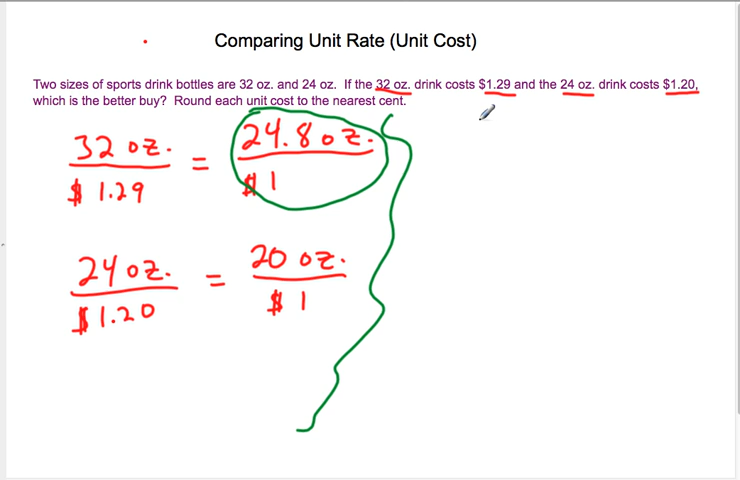 Comparing Unit Rate (Unit Cost)
Two sizes of sports drink bottles are 32 oz. and 24 oz. If the 32 oz. drink costs $1.29 and the 24 oz. drink costs $1.20,
which is the better buy? Round each unit cost to the nearest cent.
32 oz. = 24.8 oz.
$ 1.29 $ 1
24 oz. = 20 oz.
$ 1.20 $ 1